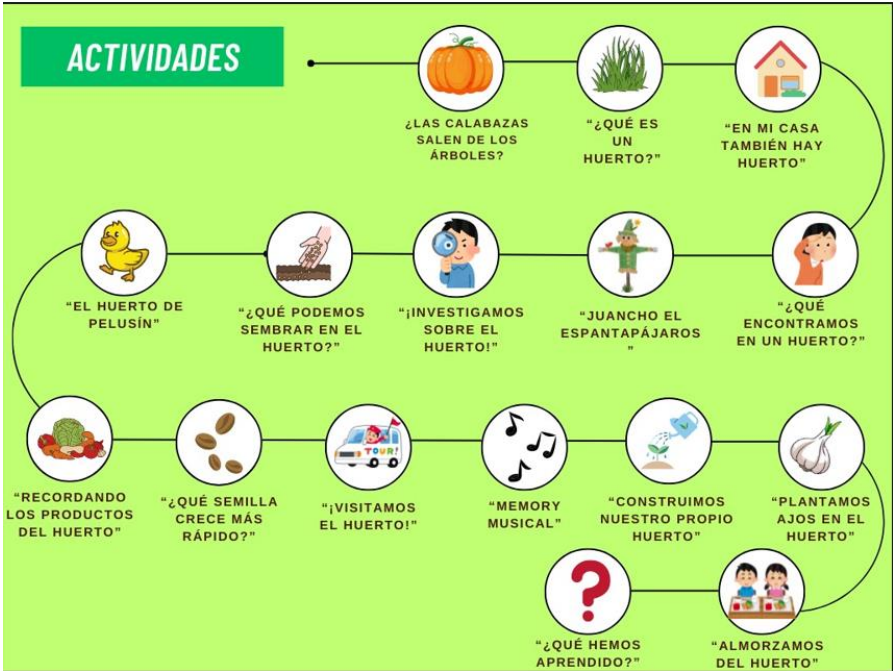 ACTIVIDADES
¿LAS CALABAZAS
SALEN DE LOS
ÁRBOLES?
“¿QUÉ ES
UN
HUERTO?”
“EN MI CASA
TAMBIÉN HAY
HUERTO”
“¿QUÉ
ENCONTRAMOS
EN UN HUERTO?”
“JUANCHO EL
ESPANTAPÁJAROS
”
“¡INVESTIGAMOS
SOBRE EL
HUERTO!”
“¿QUÉ PODEMOS
SEMBRAR EN EL
HUERTO?”
“EL HUERTO DE
PELUSÍN”
“RECORDANDO
LOS PRODUCTOS
DEL HUERTO”
“¿QUÉ SEMILLA
CRECE MÁS
RÁPIDO?”
TOUR!
“¡VISITAMOS
EL HUERTO!”
“MEMORY
MUSICAL”
“CONSTRUIMOS
NUESTRO PROPIO
HUERTO”
“PLANTAMOS
AJOS EN EL
HUERTO”
“ALMORZAMOS
DEL HUERTO”
“¿QUÉ HEMOS
APRENDIDO?”